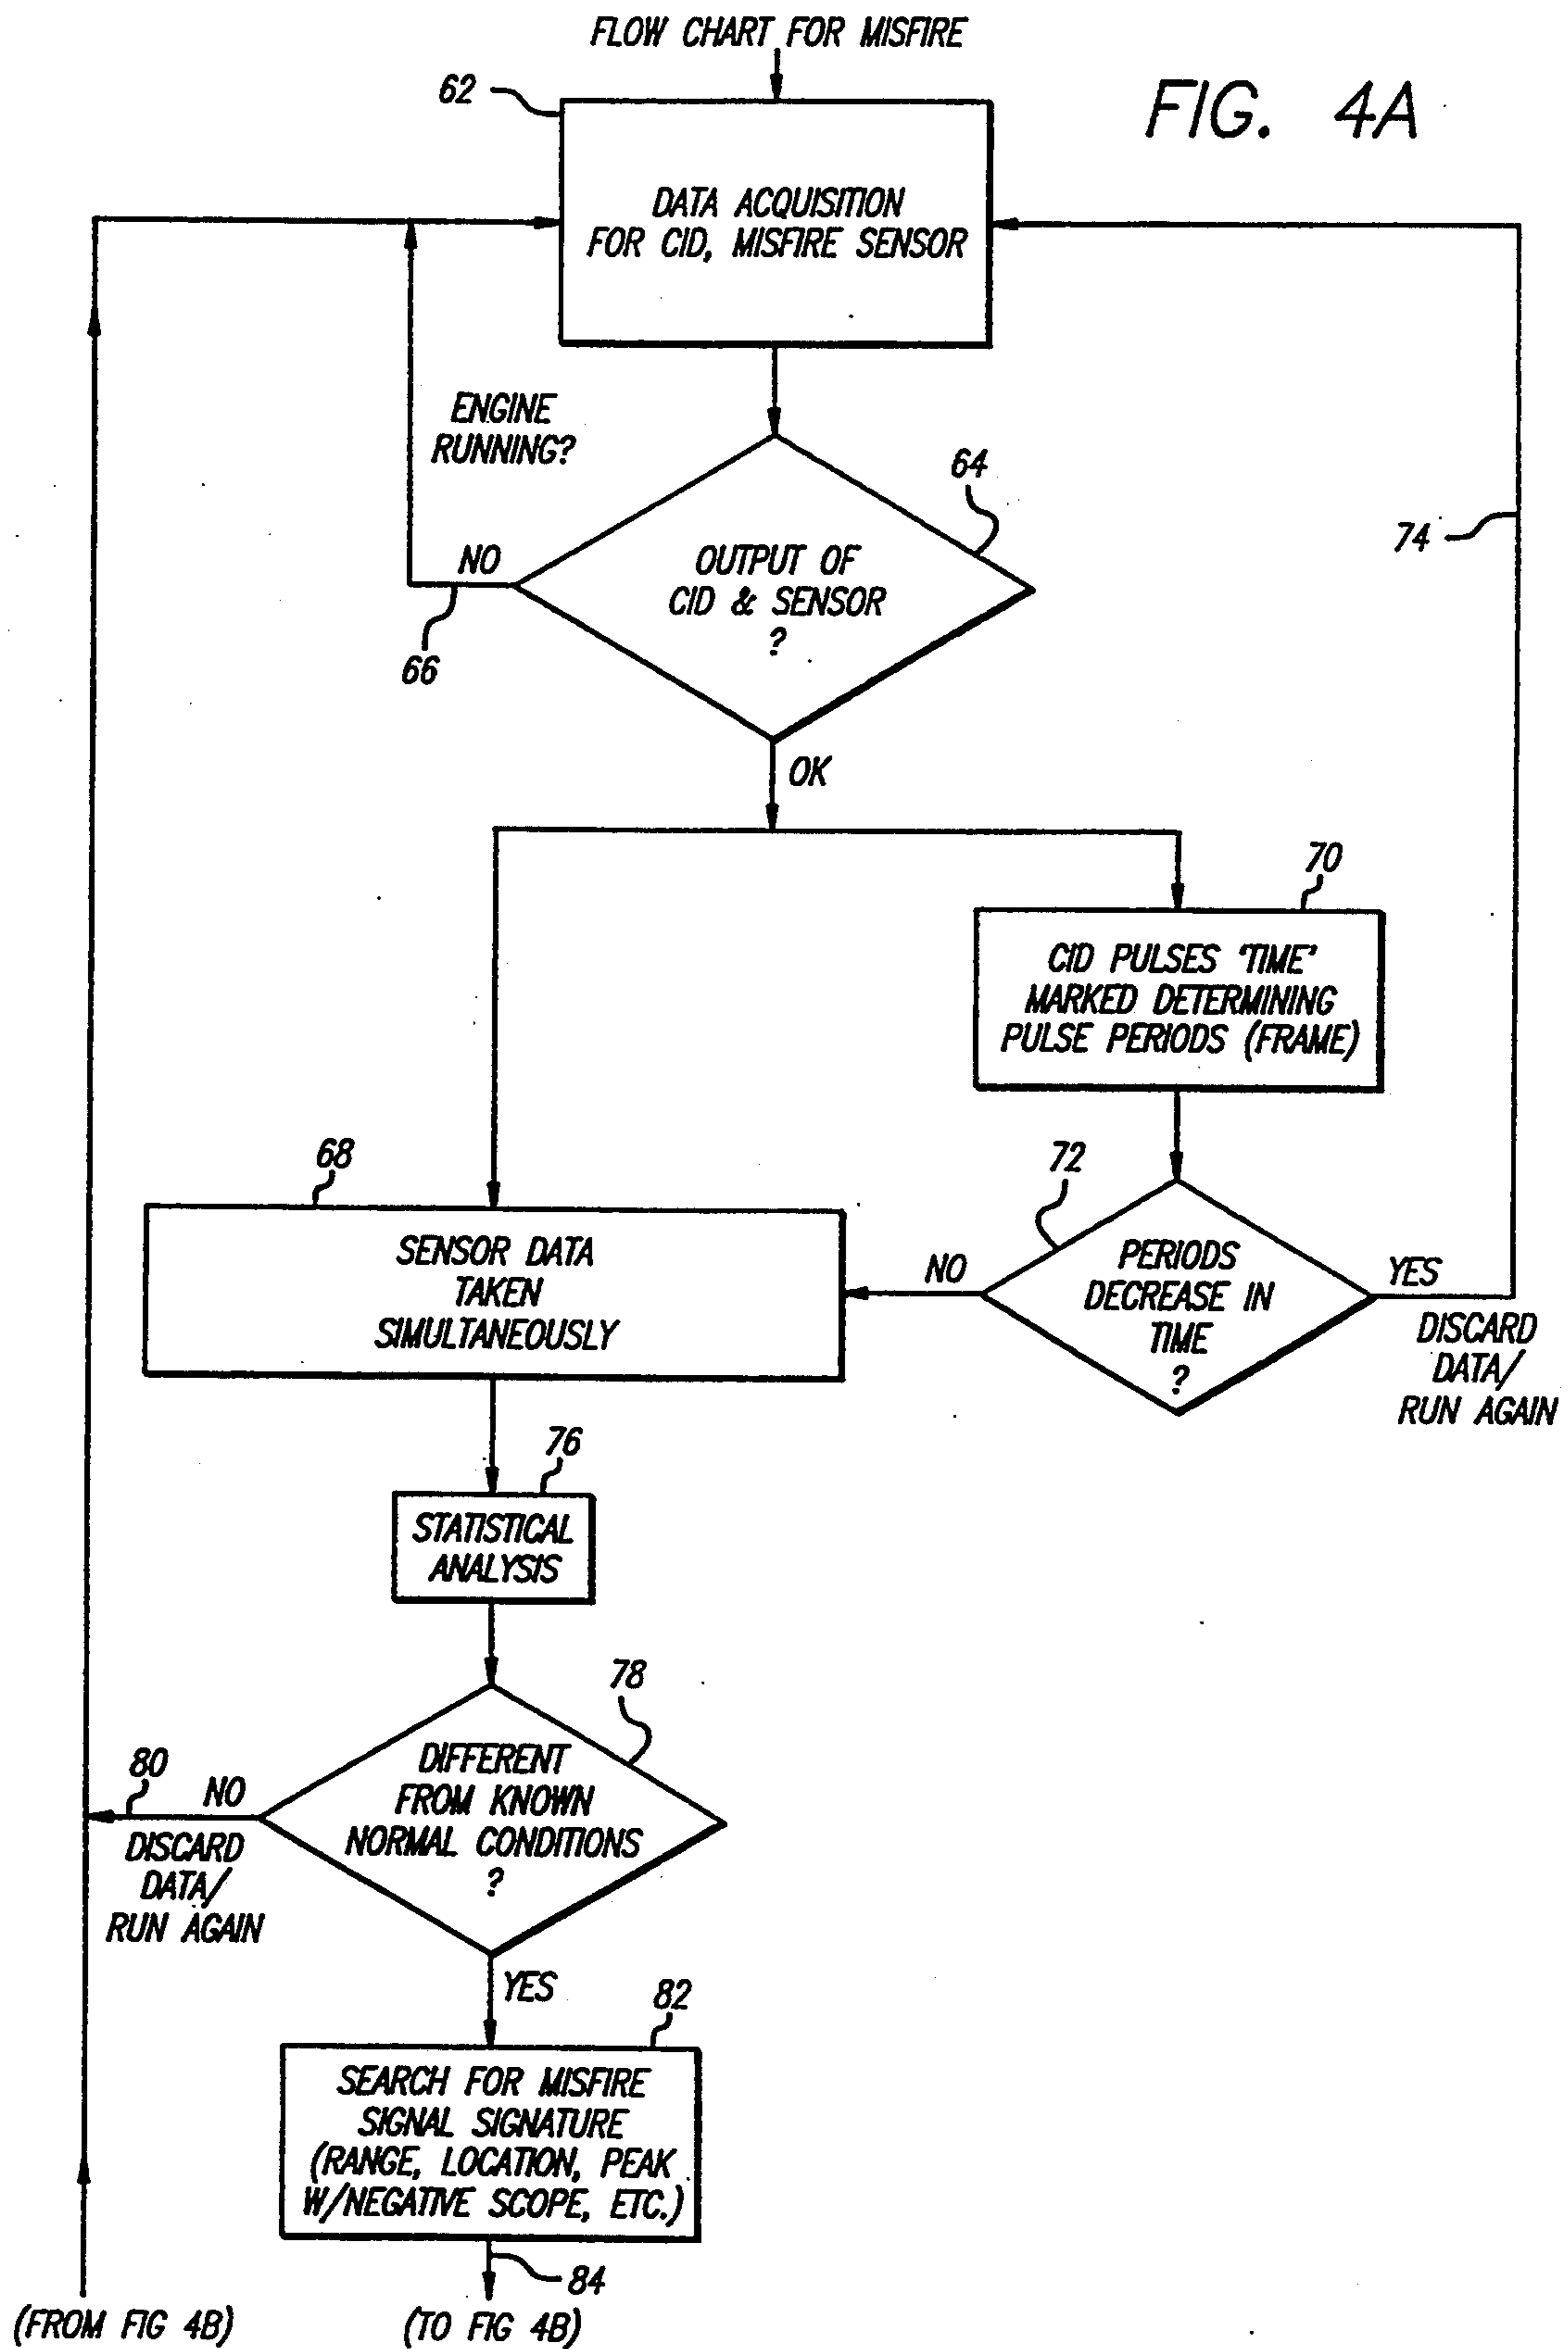 FLOW CHART FOR MISFIRE
FIG. 4A
62
DATA ACQUISITION
FOR CID, MISFIRE SENSOR
ENGINE
RUNNING?
64
74
NO
OUTPUT OF
CID & SENSOR
?
66
OK
70
CID PULSES 'TIME'
MARKED DETERMINING
PULSE PERIODS (FRAME)
68
72
SENSOR DATA
TAKEN
SIMULTANEOUSLY
NO
PERIODS
DECREASE IN
TIME
?
YES
DISCARD
DATA/
RUN AGAIN
76
STATISTICAL
ANALYSIS
78
80
NO
DIFFERENT
FROM KNOWN
NORMAL CONDITIONS
?
DISCARD
DATA/
RUN AGAIN
YES
82
SEARCH FOR MISFIRE
SIGNAL SIGNATURE
(RANGE, LOCATION, PEAK
W/NEGATIVE SCOPE, ETC.)
84
(FROM FIG 4B)
(TO FIG 4B)